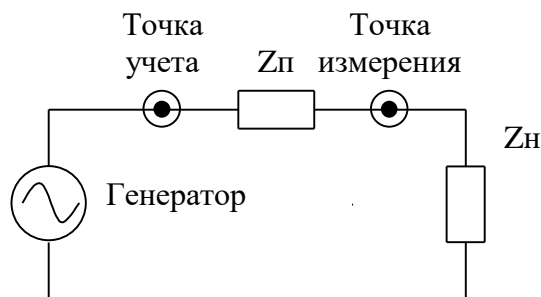 Точка
учета
Zп
Точка
измерения
Zн
Генератор